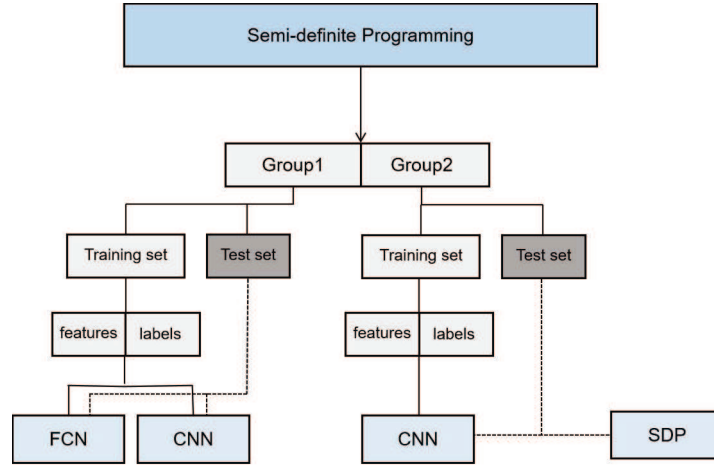 Semi-definite Programming
Group1 Group2
Training set Test set Training set Test set
features labels features labels
FCN CNN CNN SDP